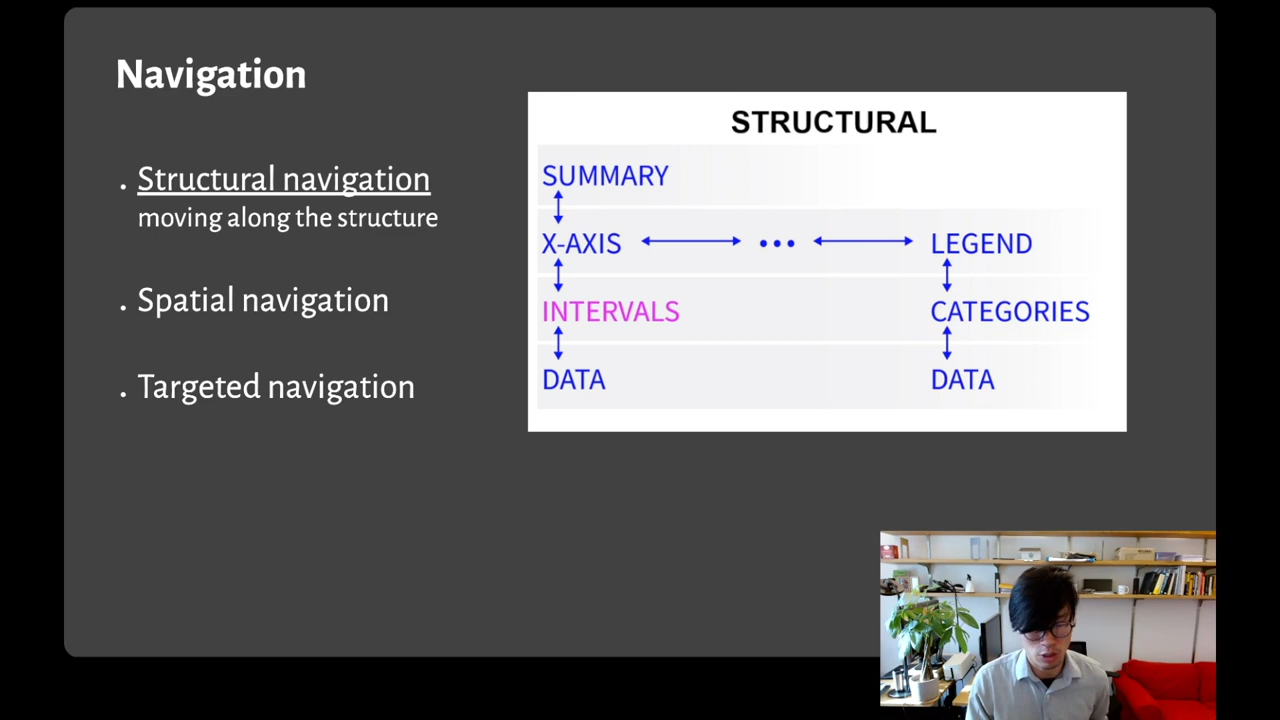 Navigation
. Structural navigation
moving along the structure
. Spatial navigation
. Targeted navigation
STRUCTURAL
SUMMARY
X-AXIS ... LEGEND
INTERVALS CATEGORIES
DATA DATA